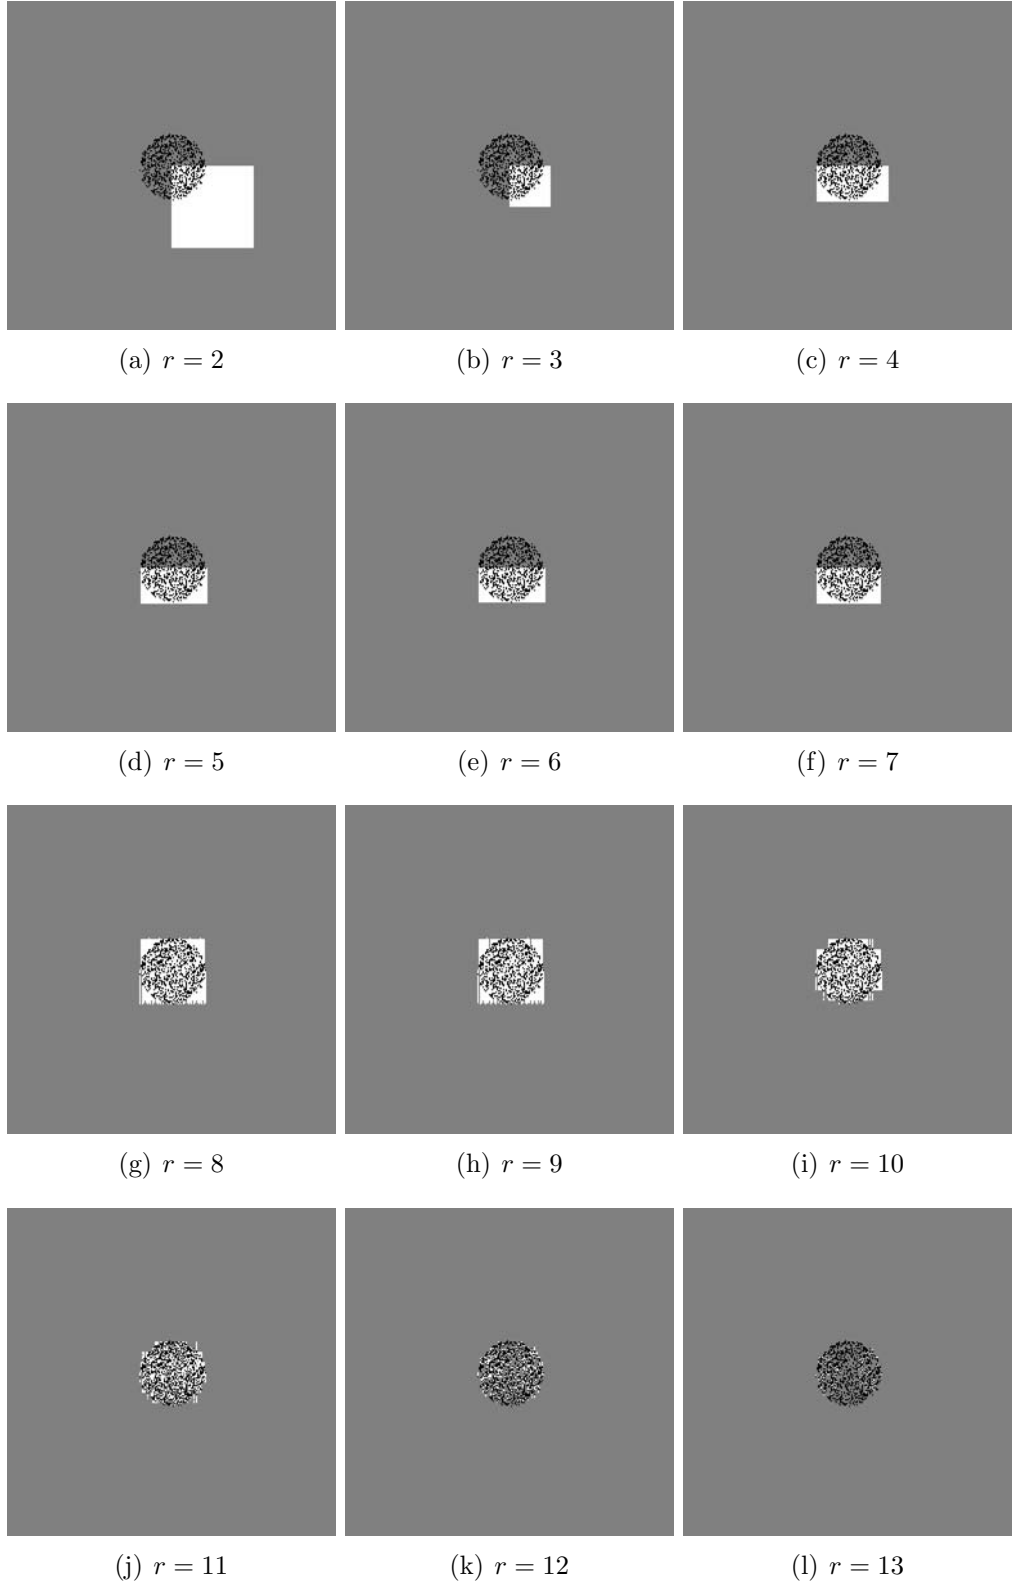 (a) r = 2 (b) r = 3 (c) r = 4
(d) r = 5 (e) r = 6 (f) r = 7
(g) r = 8 (h) r = 9 (i) r = 10
(j) r = 11 (k) r = 12 (l) r = 13